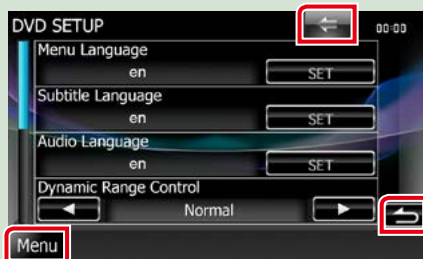 DVD SETUP
00:00
Menu Language
en
SET
Subtitle Language
en
SET
Audio Language
en
SET
Dynamic Range Control
Normal
Menu